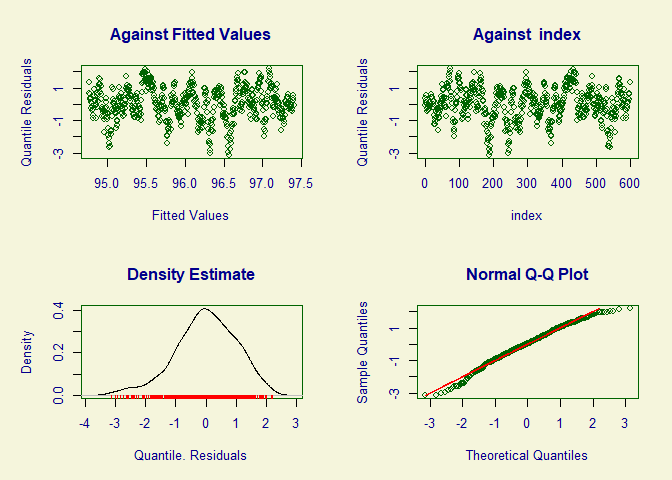 Against Fitted Values
Quantile Residuals
1
-1
-3
95.0 95.5 96.0 96.5 97.0 97.5
Fitted Values
Against index
Quantile Residuals
1
-1
-3
0 100 200 300 400 500 600
index
Density Estimate
Density
0.4
0.2
0.0
-4 -3 -2 -1 0 1 2 3
Quantile. Residuals
Normal Q-Q Plot
Sample Quantiles
1
-1
-3
-3 -2 -1 0 1 2 3
Theoretical Quantiles